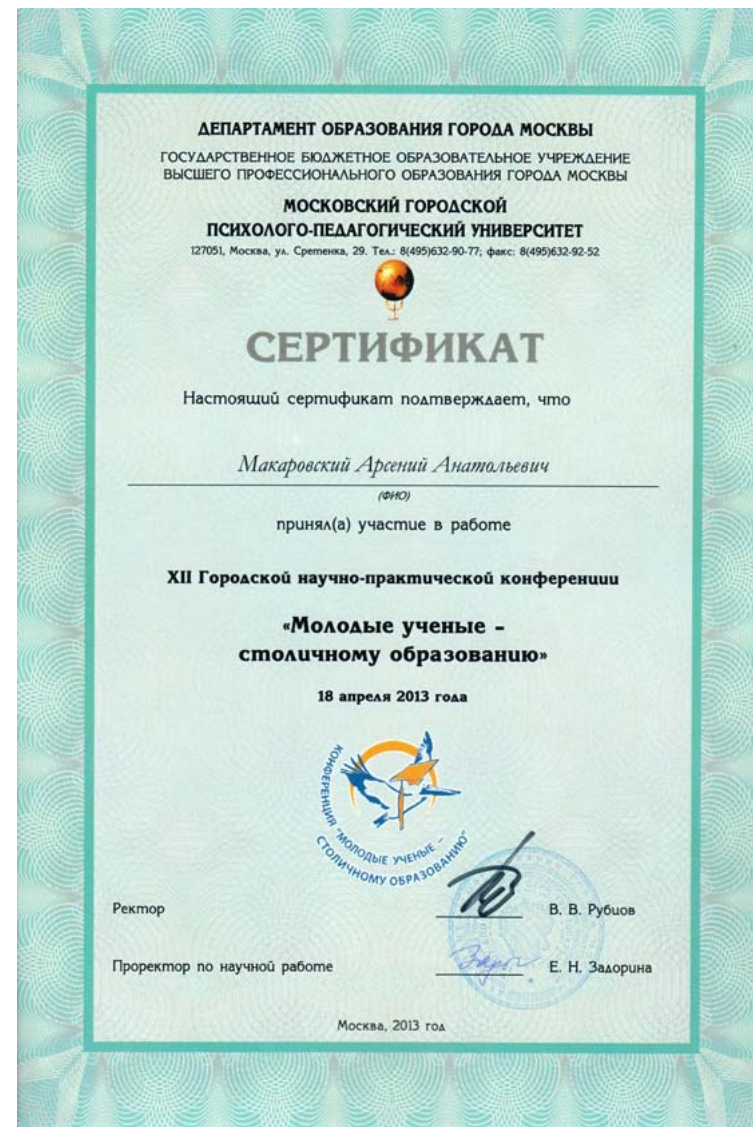 ДЕПАРТАМЕНТ ОБРАЗОВАНИЯ ГОРОДА МОСКВЫ
ГОСУДАРСТВЕННОЕ БЮДЖЕТНОЕ ОБРАЗОВАТЕЛЬНОЕ УЧРЕЖДЕНИЕ
ВЫСШЕГО ПРОФЕССИОНАЛЬНОГО ОБРАЗОВАНИЯ ГОРОДА МОСКВЫ
МОСКОВСКИЙ ГОРОДСКОЙ
ПСИХОЛОГО-ПЕДАГОГИЧЕСКИЙ УНИВЕРСИТЕТ
127051, Москва, ул. Сретенка, 29. Тел.: 8(495)632-90-77; факс: 8(495)632-92-52
СЕРТИФИКАТ
Настоящий сертификат подтверждает, что
Макаровский Арсений Анатольевич
(ФИО)
принял(а) участие в работе
XII Городской научно-практической конференции
«Молодые ученые –
столичному образованию»
18 апреля 2013 года
КОНФЕРЕНЦИЯ "МОЛОДЫЕ УЧЕНЫЕ –
СТОЛИЧНОМУ ОБРАЗОВАНИЮ"
Ректор В. В. Рубцов
Проректор по научной работе Е. Н. Задорина
Москва, 2013 год